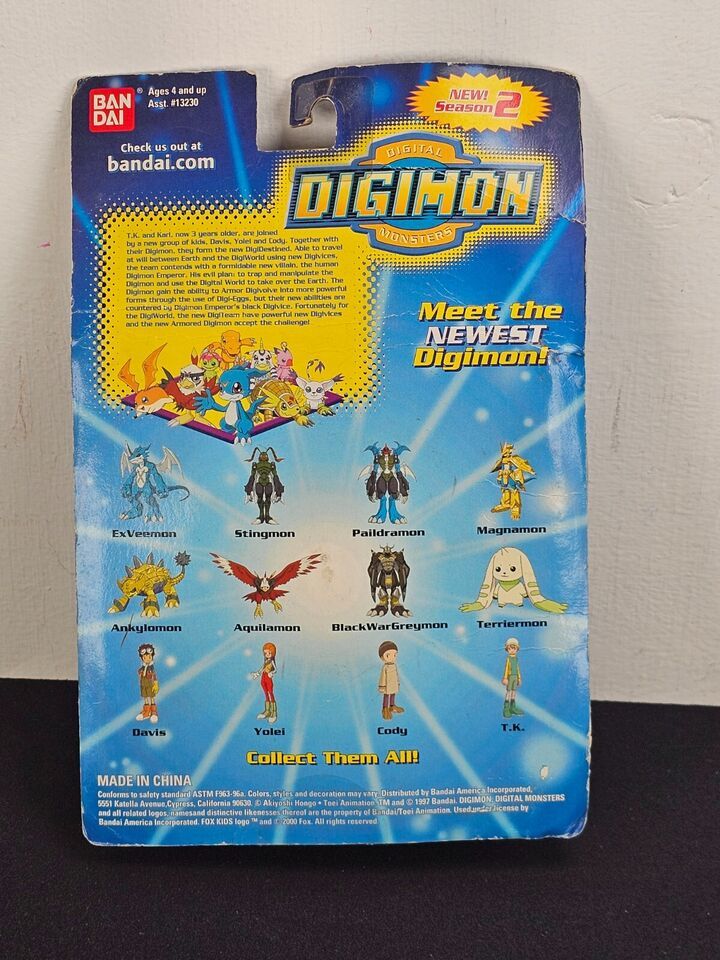 BAN
DAI
®
Ages 4 and up
Asst. #13230
Check us out at
bandai.com
NEW!
Season 2
DIGITAL
DIGIMON
MONSTERS
T.K. and Kari, now 3 years older, are joined
by a new group of kids, Davis, Yolei and Cody. Together with
their Digimon, they form the new DigiDestined. Able to travel
at will between Earth and the DigiWorld using new Digivices,
the team contends with a formidable new villain, the human
Digimon Emperor. His evil plan: to trap and manipulate the
Digimon and use the Digital World to take over the Earth. The
Digimon gain the ability to Armor Digivolve into more powerful
forms through the use of Digi-Eggs, but their new abilities are
countered by Digimon Emperor's black Digivice. Fortunately for
the DigiWorld, the new DigiTeam have powerful new Digivices
and the new Armored Digimon accept the challenge!
Meet the
NEWEST
Digimon!
ExVeemon
Stingmon
Paildramon
Magnamon
Ankylomon
Aquilamon
BlackWarGreymon
Terriermon
Davis
Yolei
Cody
T.K.
Collect Them All!
MADE IN CHINA
Conforms to safety standard ASTM F963-96a. Colors, styles and decoration may vary. Distributed by Bandai America Incorporated,
5551 Katella Avenue, Cypress, California 90630. © Akiyoshi Hongo • Toei Animation. TM and © 1997 Bandai. DIGIMON, DIGITAL MONSTERS
and all related logos, names and distinctive likenesses thereof are the property of Bandai/Toei Animation. Used under license by
Bandai America Incorporated. FOX KIDS logo ™ and © 2000 Fox. All rights reserved